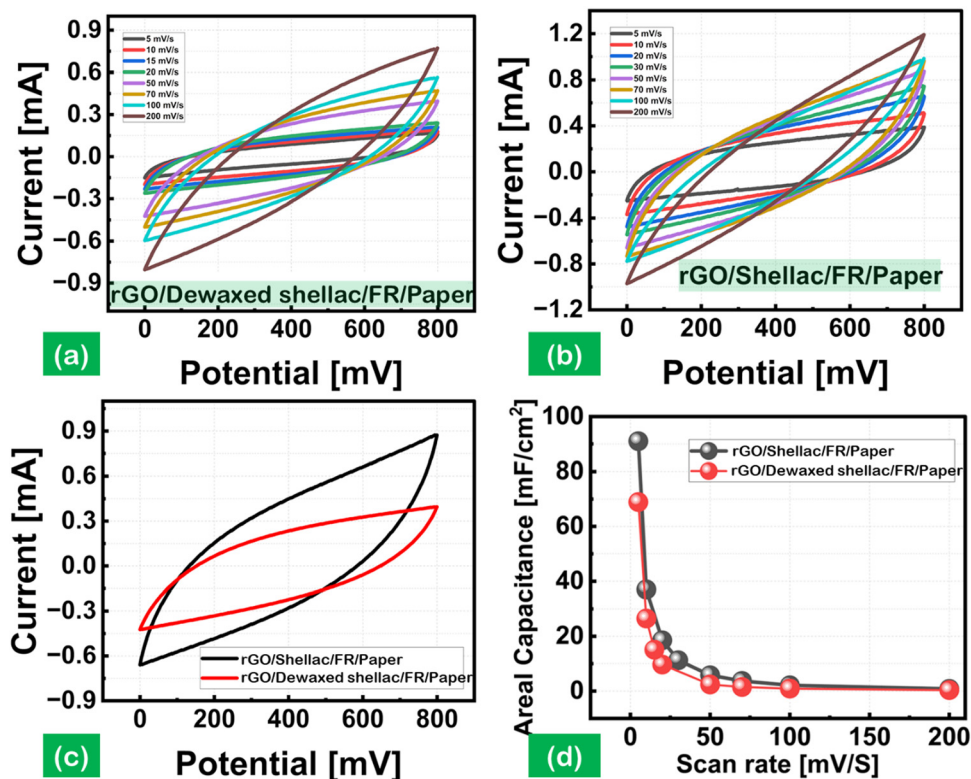 0.9
0.6
0.3
0.0
−0.3
−0.6
−0.9
Current [mA]
5 mV/s
10 mV/s
15 mV/s
20 mV/s
50 mV/s
70 mV/s
100 mV/s
200 mV/s
rGO/Dewaxed shellac/FR/Paper
0 200 400 600 800
(a)
Potential [mV]
1.2
0.8
0.4
0.0
−0.4
−0.8
−1.2
Current [mA]
5 mV/s
10 mV/s
20 mV/s
30 mV/s
50 mV/s
70 mV/s
100 mV/s
200 mV/s
rGO/Shellac/FR/Paper
0 200 400 600 800
(b)
Potential [mV]
0.9
0.6
0.3
0.0
−0.3
−0.6
−0.9
Current [mA]
rGO/Shellac/FR/Paper
rGO/Dewaxed shellac/FR/Paper
0 200 400 600 800
(c)
Potential [mV]
100
80
60
40
20
0
Areal Capacitance [mF/cm²]
rGO/Shellac/FR/Paper
rGO/Dewaxed shellac/FR/Paper
0 50 100 150 200
Scan rate [mV/S]
(d)